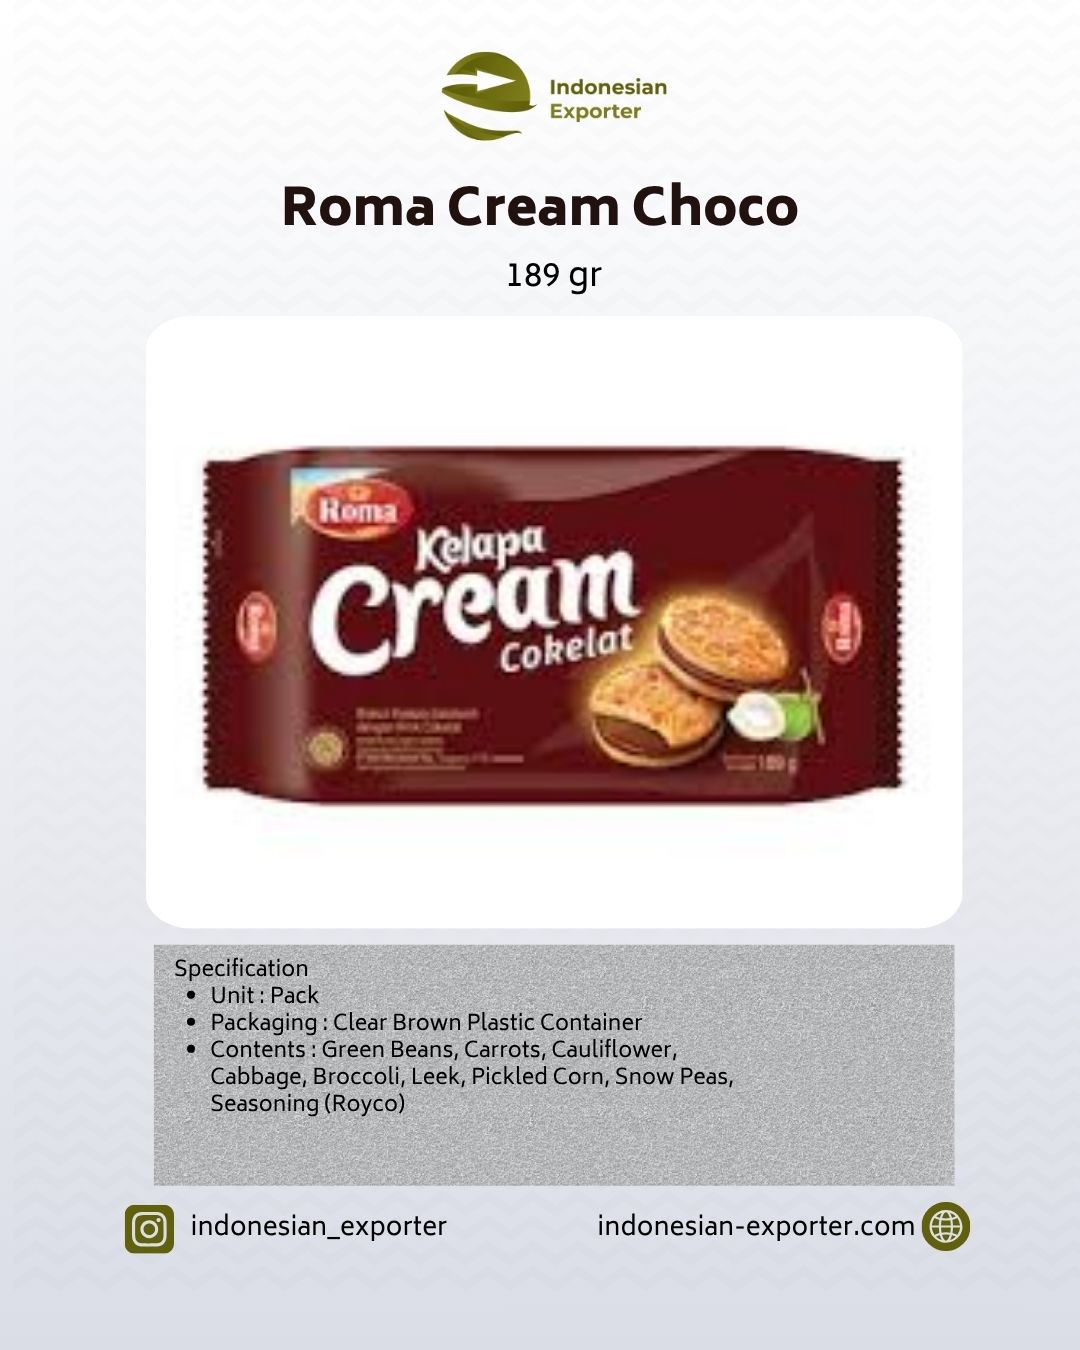 Indonesian
Exporter
Roma Cream Choco
189 gr
Roma
Kelapa
Cream
Cokelat
189 g
Specification
• Unit : Pack
• Packaging : Clear Brown Plastic Container
• Contents : Green Beans, Carrots, Cauliflower,
Cabbage, Broccoli, Leek, Pickled Corn, Snow Peas,
Seasoning (Royco)
indonesian_exporter
indonesian-exporter.com